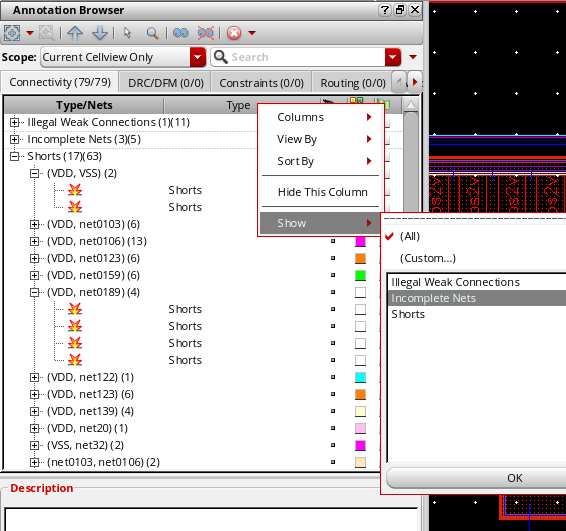 Annotation Browser
Scope: Current Cellview Only Search
Connectivity (79/79) DRC/DFM (0/0) Constraints (0/0) Routing (0/0)
Type/Nets Type
Illegal Weak Connections (1)(11)
Incomplete Nets (3)(5)
Shorts (17)(63)
(VDD, VSS) (2)
Shorts
Shorts
(VDD, net0103) (6)
(VDD, net0106) (13)
(VDD, net0123) (6)
(VDD, net0159) (6)
(VDD, net0189) (4)
Shorts
Shorts
Shorts
Shorts
(VDD, net122) (1)
(VDD, net123) (6)
(VDD, net139) (4)
(VDD, net20) (1)
(VSS, net32) (2)
(net0103, net0106) (2)
Columns
View By
Sort By
Hide This Column
Show
(All)
(Custom...)
Illegal Weak Connections
Incomplete Nets
Shorts
OK
Description